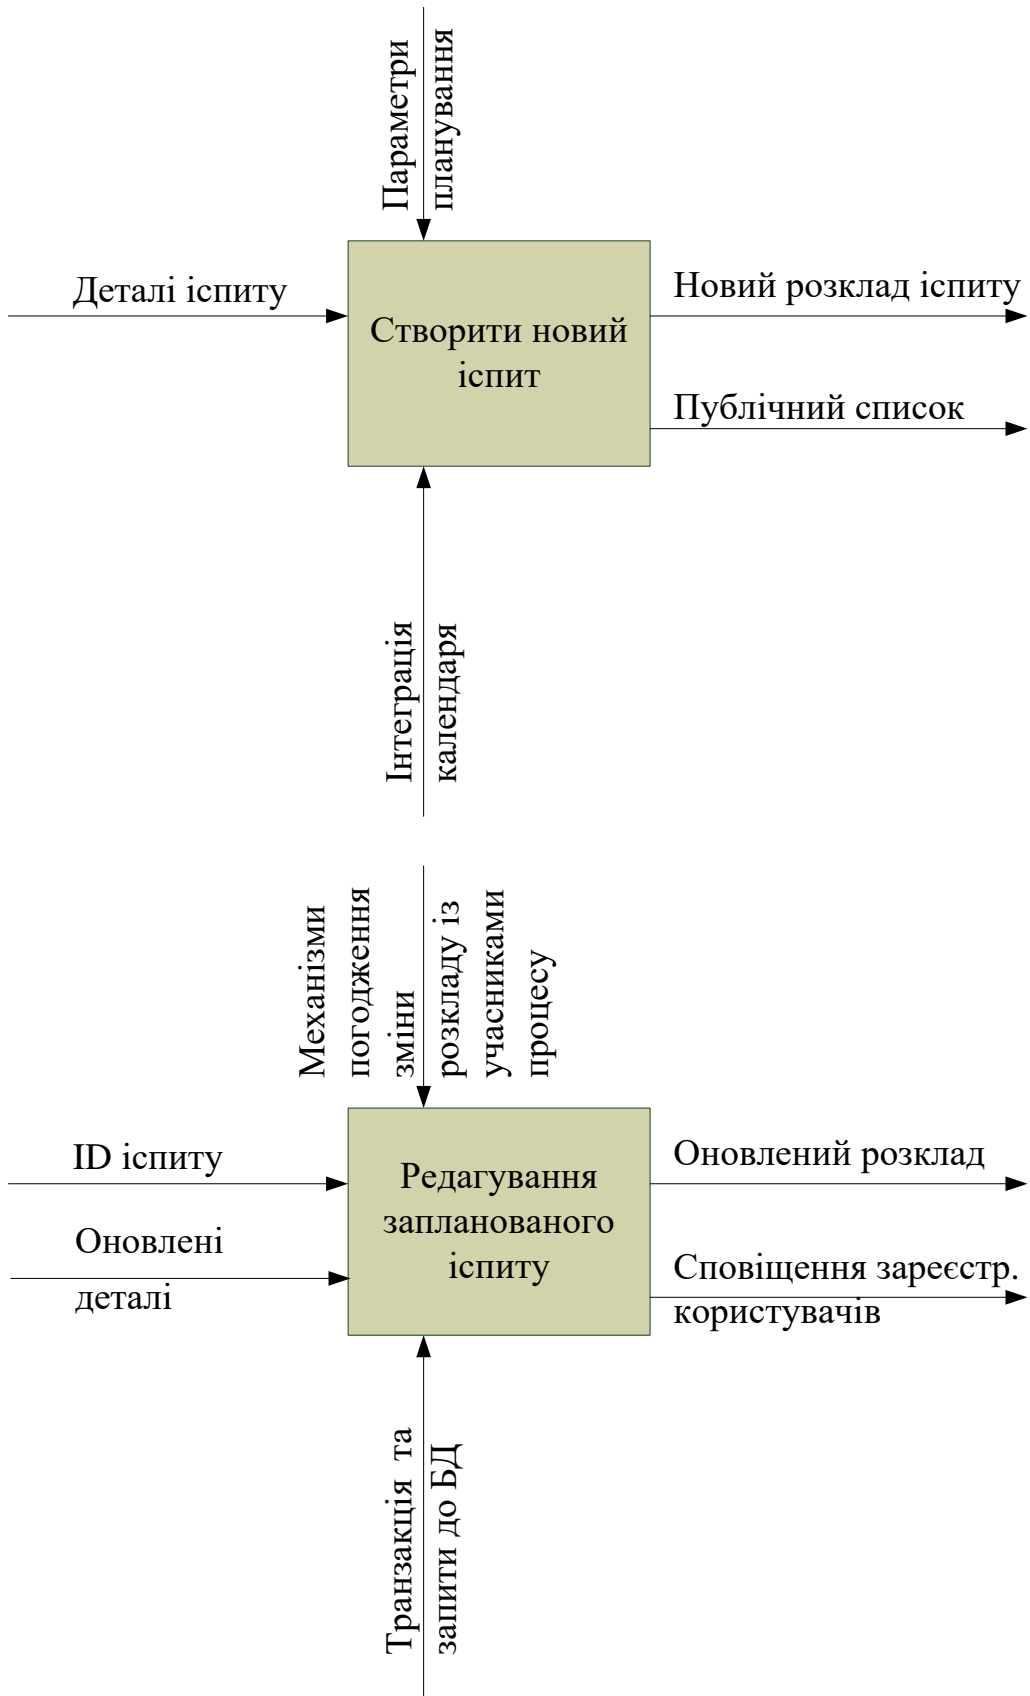 Параметри
планування
Деталі іспиту
Створити новий
іспит
Новий розклад іспиту
Публічний список
Інтеграція
календаря
Механізми
погодження
зміни
розкладу із
учасниками
процесу
ID іспиту
Оновлені
деталі
Редагування
запланованого
іспиту
Оновлений розклад
Сповіщення зареєстр.
користувачів
Транзакція та
запити до БД